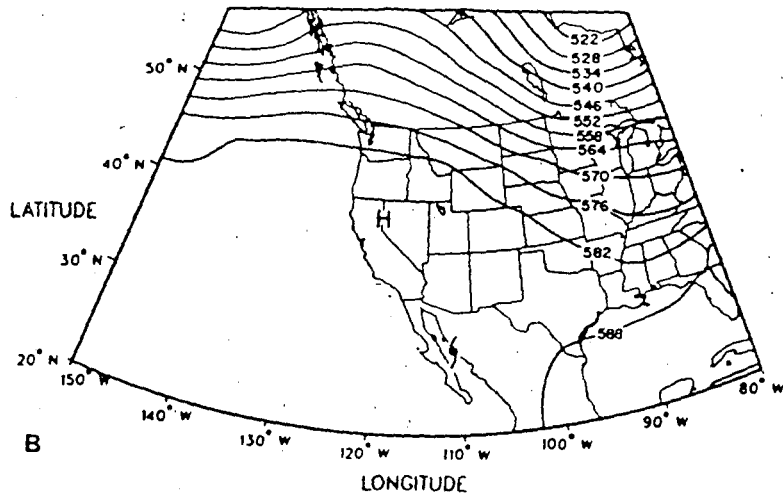 522
528
50° N
534
540
546
552
558
564
40° N
570
576
LATITUDE
H
582
30° N
588
20° N
150° W
80° W
140° W
90° W
130° W
100° W
120° W
110° W
B
LONGITUDE